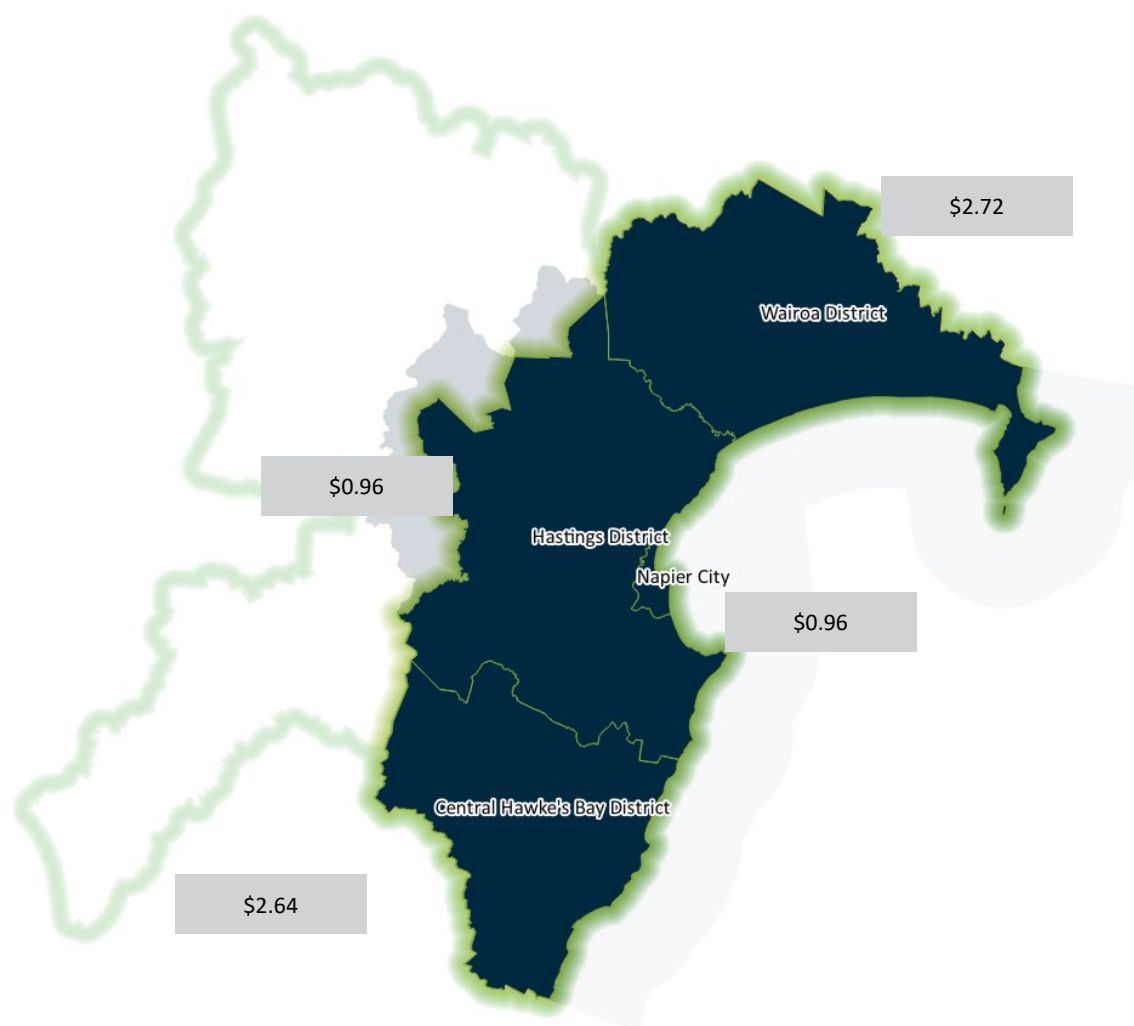 $2.72
Wairoa District
$0.96
Hastings District
Napier City
$0.96
Central Hawke's Bay District
$2.64